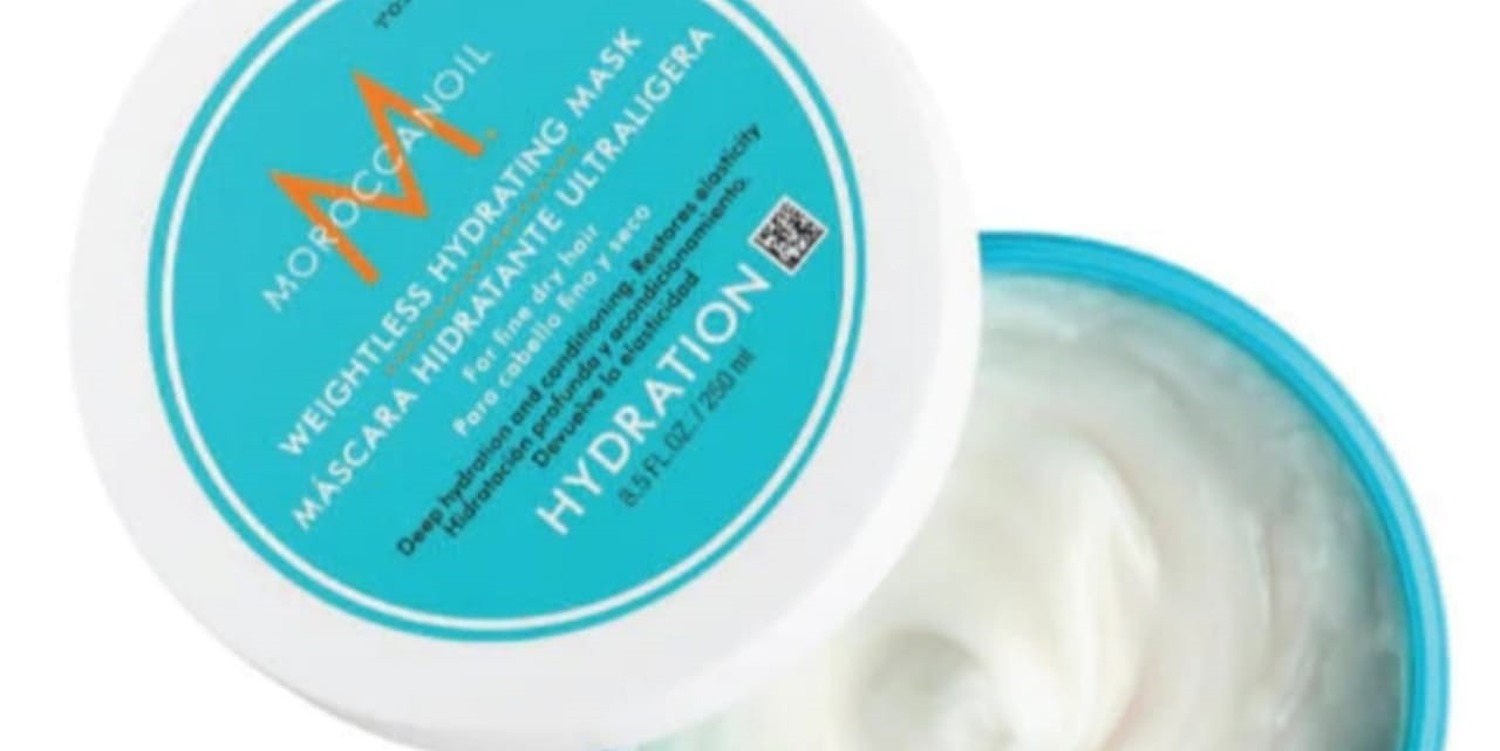 MOROCCANOIL
M.
WEIGHTLESS HYDRATING MASK
MÁSCARA HIDRATANTE ULTRALIGERA
For fine dry hair
Para cabello fino y seco
Deep hydration and conditioning. Restores elasticity
Hidratación profunda y acondicionamiento.
Devuelve la elasticidad
HYDRATION
8.5 FL. OZ. / 250 ml